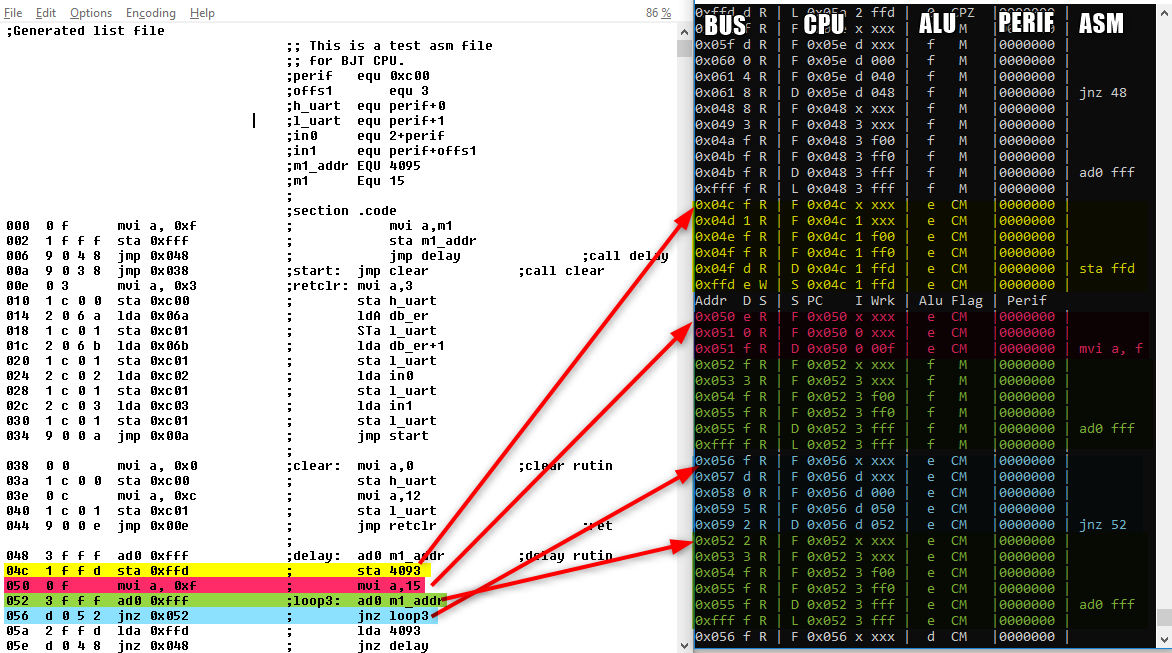 File Edit Options Encoding Help 86 %
;Generated list file
;; This is a test asm file
;; for BJT CPU.
;perif equ 0xc00
;offs1 equ 3
;h_uart equ perif+0
;l_uart equ perif+1
;in0 equ 2+perif
;in1 equ perif+offs1
;m1_addr EQU 4095
;m1 Equ 15
;
;section .code
000 0 f mvi a, 0xf ; mvi a,m1
002 1 f f f sta 0xfff ; sta m1_addr
006 9 0 4 8 jmp 0x048 ; jmp delay ;call delay
00a 9 0 3 8 jmp 0x038 ;start: jmp clear ;call clear
00e 0 3 mvi a, 0x3 ;retclr: mvi a,3
010 1 c 0 0 sta 0xc00 ; sta h_uart
014 2 0 6 a lda 0x06a ; ldA db_er
018 1 c 0 1 sta 0xc01 ; STa l_uart
01c 2 0 6 b lda 0x06b ; lda db_er+1
020 1 c 0 1 sta 0xc01 ; sta l_uart
024 2 c 0 2 lda 0xc02 ; lda in0
028 1 c 0 1 sta 0xc01 ; sta l_uart
02c 2 c 0 3 lda 0xc03 ; lda in1
030 1 c 0 1 sta 0xc01 ; sta l_uart
034 9 0 0 a jmp 0x00a ; jmp start
;
038 0 0 mvi a, 0x0 ;clear: mvi a,0 ;clear rutin
03a 1 c 0 0 sta 0xc00 ; sta h_uart
03e 0 c mvi a, 0xc ; mvi a,12
040 1 c 0 1 sta 0xc01 ; sta l_uart
044 9 0 0 e jmp 0x00e ; jmp retclr ;ret
;
048 3 f f f ad0 0xfff ;delay: ad0 m1_addr ;delay rutin
04c 1 f f d sta 0xffd ; sta 4093
050 0 f mvi a, 0xf ; mvi a,15
052 3 f f f ad0 0xfff ;loop3: ad0 m1_addr
056 d 0 5 2 jnz 0x052 ; jnz loop3
05a 2 f f d lda 0xffd ; lda 4093
05e d 0 4 8 jnz 0x048 ; jnz delay
BUS CPU ALU PERIF ASM
0x05f d R | F 0x05e d xxx | f M |0000000 |
0x060 0 R | F 0x05e d 000 | f M |0000000 |
0x061 4 R | F 0x05e d 040 | f M |0000000 |
0x061 8 R | D 0x05e d 048 | f M |0000000 | jnz 48
0x048 8 R | F 0x048 x xxx | f M |0000000 |
0x049 3 R | F 0x048 3 xxx | f M |0000000 |
0x04a f R | F 0x048 3 f00 | f M |0000000 |
0x04b f R | F 0x048 3 ff0 | f M |0000000 |
0x04b f R | D 0x048 3 fff | f M |0000000 | ad0 fff
0xfff f R | L 0x048 3 fff | f M |0000000 |
0x04c f R | F 0x04c x xxx | e CM |0000000 |
0x04d 1 R | F 0x04c 1 xxx | e CM |0000000 |
0x04e f R | F 0x04c 1 f00 | e CM |0000000 |
0x04f f R | F 0x04c 1 ff0 | e CM |0000000 |
0x04f d R | D 0x04c 1 ffd | e CM |0000000 | sta ffd
0xffd e W | S 0x04c 1 ffd | e CM |0000000 |
Addr D S | S PC I Wrk | Alu Flag | Perif
0x050 e R | F 0x050 x xxx | e CM |0000000 |
0x051 0 R | F 0x050 0 xxx | e CM |0000000 |
0x051 f R | D 0x050 0 00f | e CM |0000000 | mvi a, f
0x052 f R | F 0x052 x xxx | f M |0000000 |
0x053 3 R | F 0x052 3 xxx | f M |0000000 |
0x054 f R | F 0x052 3 f00 | f M |0000000 |
0x055 f R | F 0x052 3 ff0 | f M |0000000 |
0x055 f R | D 0x052 3 fff | f M |0000000 | ad0 fff
0xfff f R | L 0x052 3 fff | f M |0000000 |
0x056 f R | F 0x056 x xxx | e CM |0000000 |
0x057 d R | F 0x056 d xxx | e CM |0000000 |
0x058 0 R | F 0x056 d 000 | e CM |0000000 |
0x059 5 R | F 0x056 d 050 | e CM |0000000 |
0x059 2 R | D 0x056 d 052 | e CM |0000000 | jnz 52
0x052 2 R | F 0x052 x xxx | e CM |0000000 |
0x053 3 R | F 0x052 3 xxx | e CM |0000000 |
0x054 f R | F 0x052 3 f00 | e CM |0000000 |
0x055 f R | F 0x052 3 ff0 | e CM |0000000 |
0x055 f R | D 0x052 3 fff | e CM |0000000 | ad0 fff
0xfff f R | L 0x052 3 fff | e CM |0000000 |
0x056 f R | F 0x056 x xxx | d CM |0000000 |